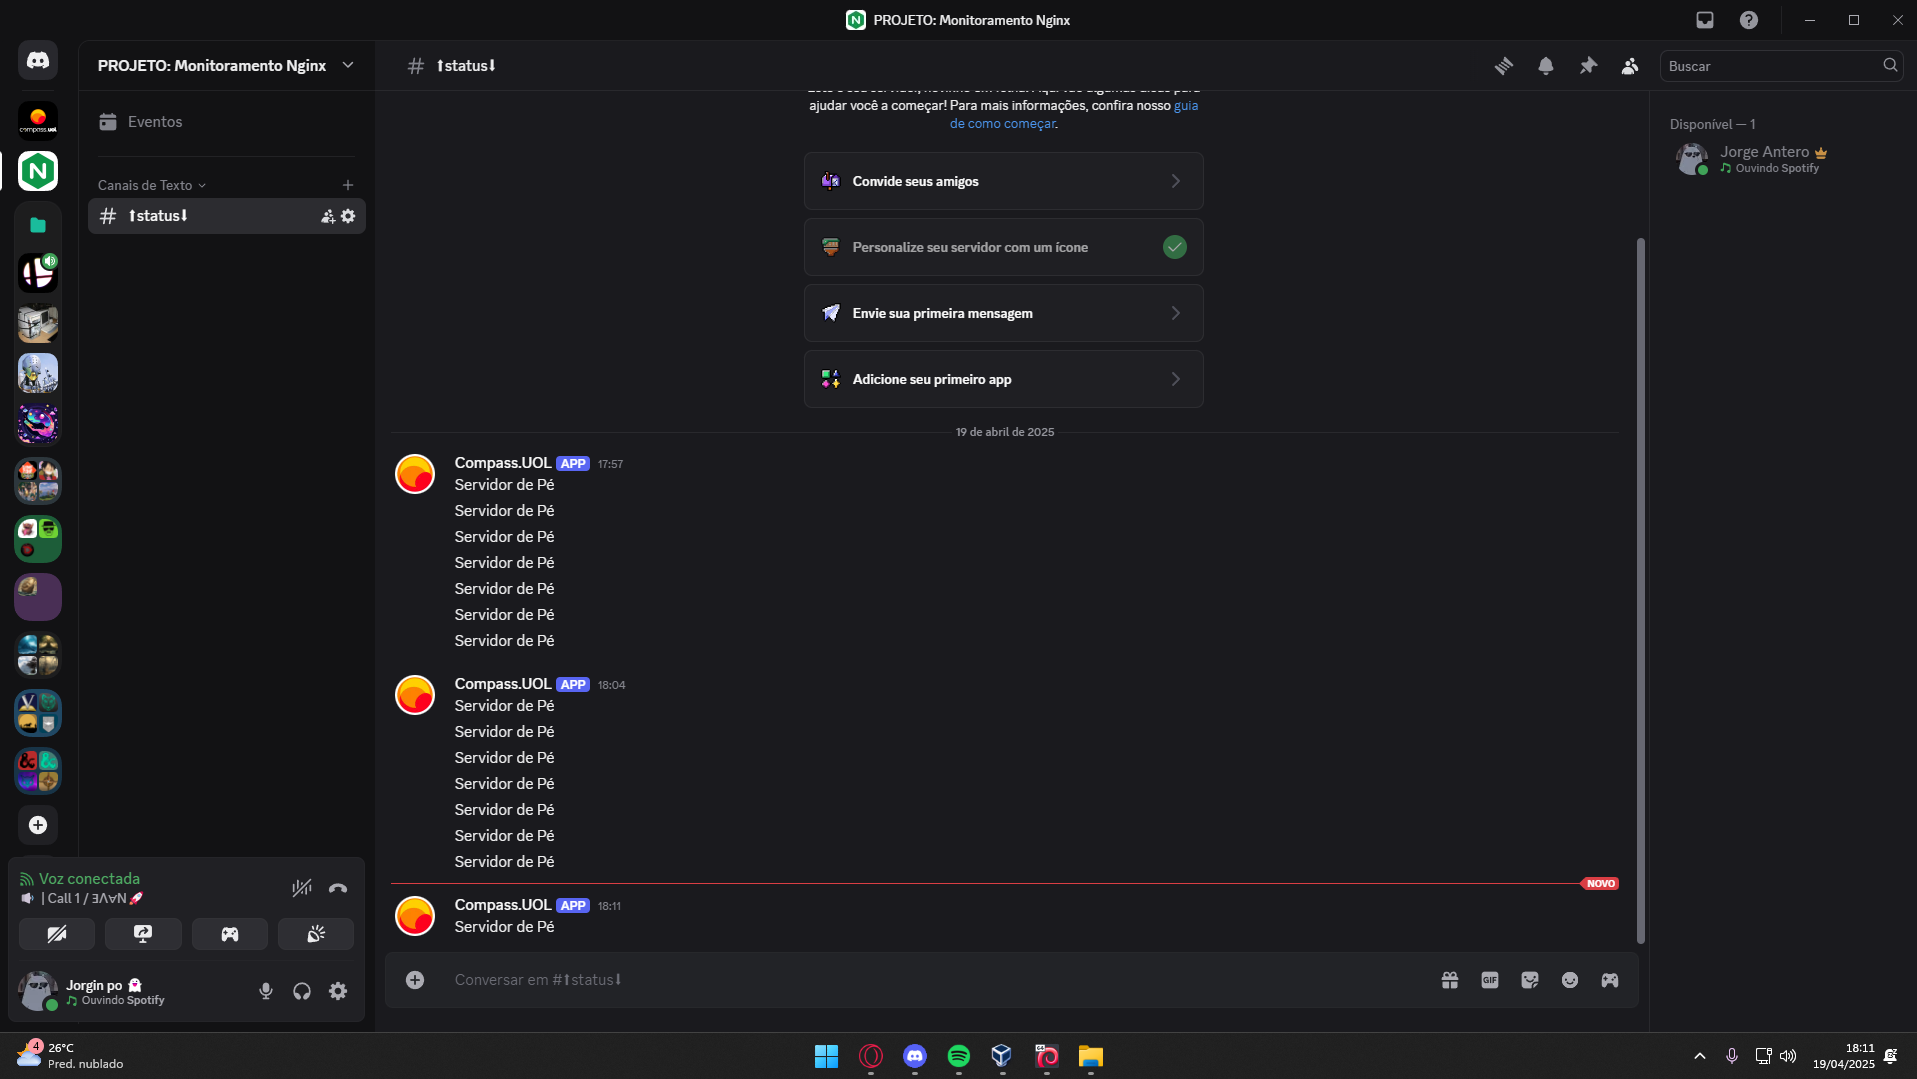 PROJETO: Monitoramento Nginx
PROJETO: Monitoramento Nginx
Eventos
Canais de Texto
⬆status⬇
⬆status⬇
Buscar
ajudar você a começar! Para mais informações, confira nosso guia
de como começar.
Convide seus amigos
Personalize seu servidor com um ícone
Envie sua primeira mensagem
Adicione seu primeiro app
19 de abril de 2025
Compass.UOL APP 17:57
Servidor de Pé
Servidor de Pé
Servidor de Pé
Servidor de Pé
Servidor de Pé
Servidor de Pé
Servidor de Pé
Compass.UOL APP 18:04
Servidor de Pé
Servidor de Pé
Servidor de Pé
Servidor de Pé
Servidor de Pé
Servidor de Pé
Servidor de Pé
NOVO
Compass.UOL APP 18:11
Servidor de Pé
Conversar em #⬆status⬇
GIF
Disponível — 1
Jorge Antero
Ouvindo Spotify
compass.uol
Voz conectada
| Call 1 / ƎΛɐN🚀
Jorgin po 👻
Ouvindo Spotify
4
26°C
Pred. nublado
64
18:11
19/04/2025